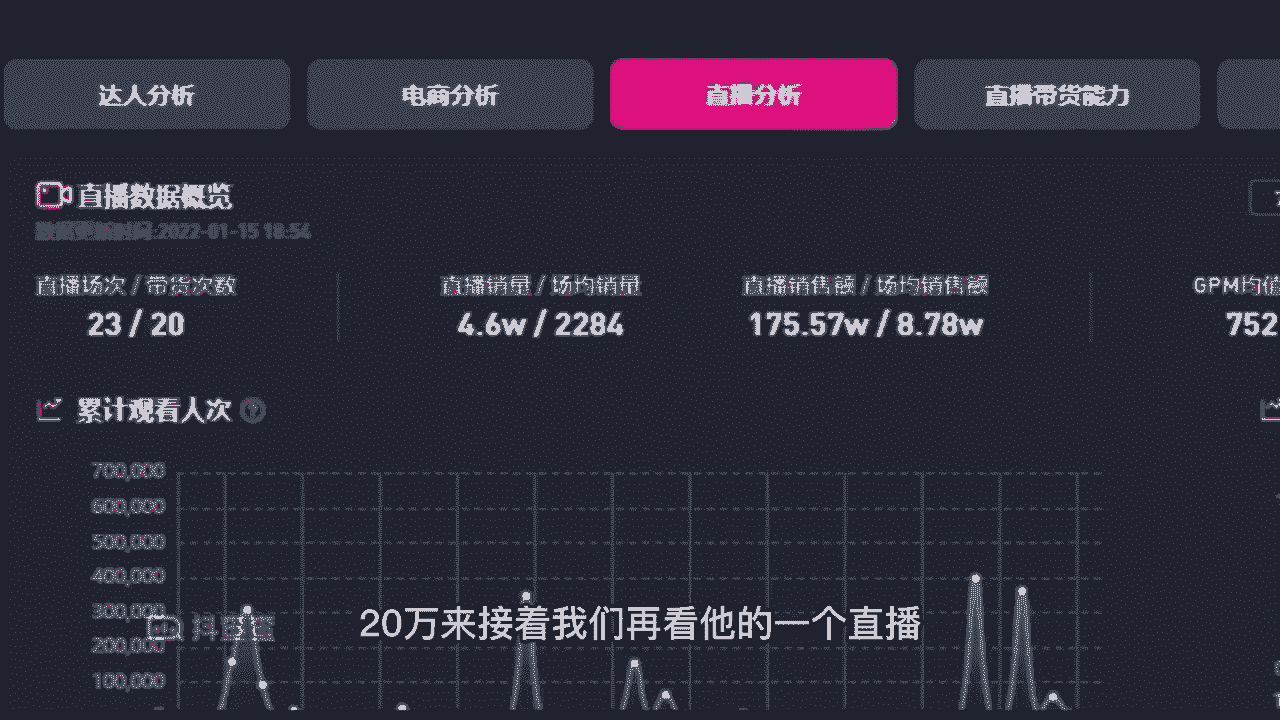 达人分析
电商分析
直播分析
直播带货能力
直播数据概览
数据更新时间:2022-01-15 18:54
直播场次 / 带货次数
23 / 20
直播销量 / 场均销量
4.6w / 2284
直播销售额 / 场均销售额
175.57w / 8.78w
GPM均值
752
累计观看人次
700,000
600,000
500,000
400,000
300,000
200,000
100,000
20万来接着我们再看他的一个直播